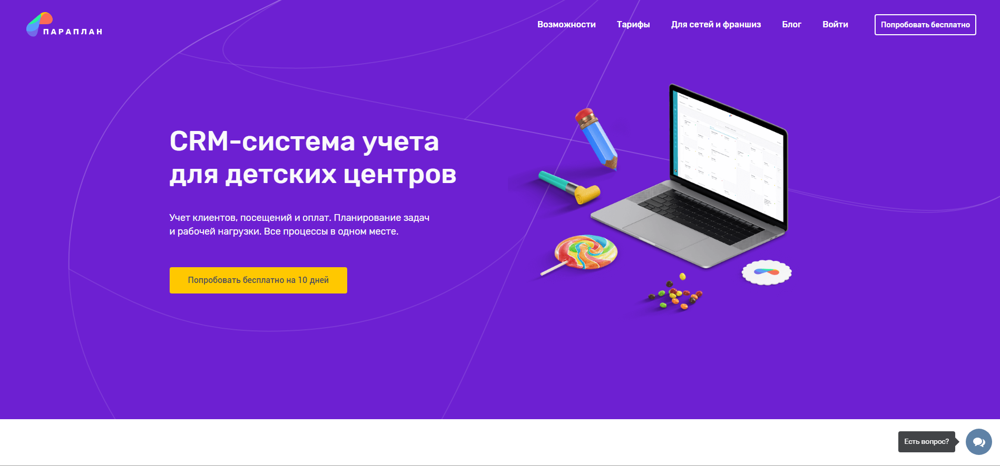 ПАРАПЛАН
Возможности
Тарифы
Для сетей и франшиз
Блог
Войти
Попробовать бесплатно
CRM-система учета
для детских центров
Учет клиентов, посещений и оплат. Планирование задач
и рабочей нагрузки. Все процессы в одном месте.
Попробовать бесплатно на 10 дней
Есть вопрос?